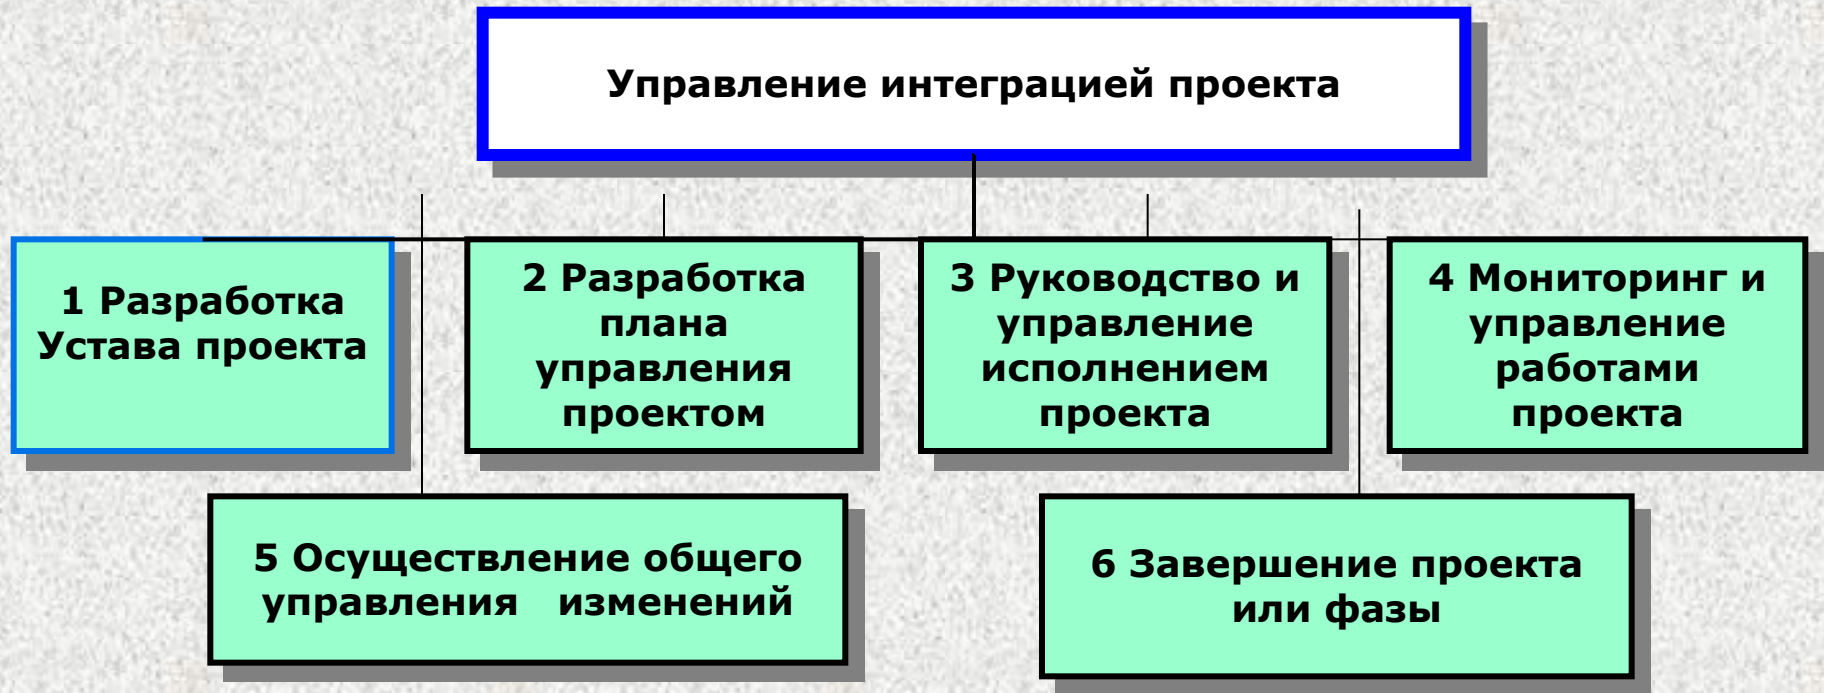 Управление интеграцией проекта
1 Разработка
Устава проекта
2 Разработка
плана
управления
проектом
3 Руководство и
управление
исполнением
проекта
4 Мониторинг и
управление
работами
проекта
5 Осуществление общего
управления изменений
6 Завершение проекта
или фазы